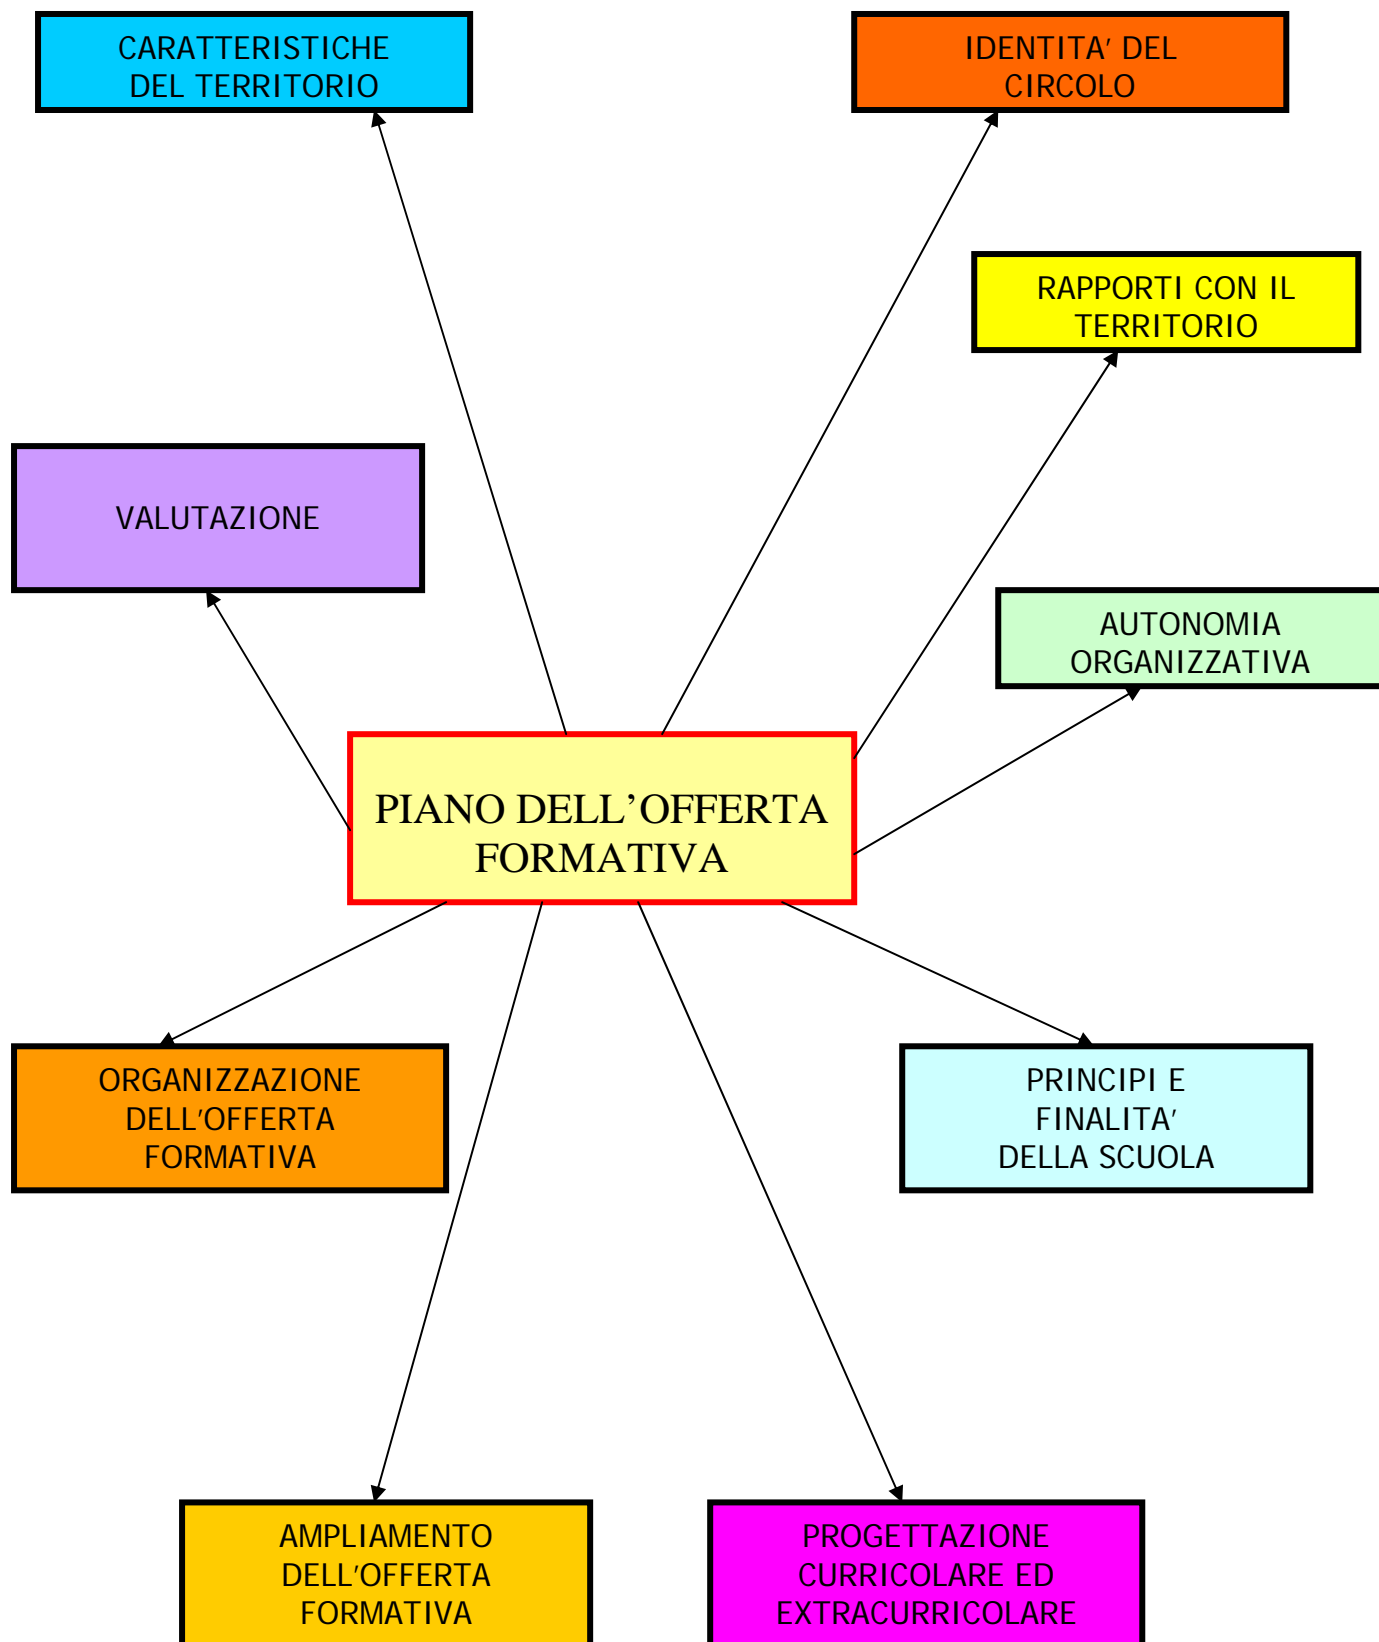 CARATTERISTICHE
DEL TERRITORIO
IDENTITA’ DEL
CIRCOLO
RAPPORTI CON IL
TERRITORIO
VALUTAZIONE
AUTONOMIA
ORGANIZZATIVA
PIANO DELL’OFFERTA
FORMATIVA
ORGANIZZAZIONE
DELL’OFFERTA
FORMATIVA
PRINCIPI E
FINALITA’
DELLA SCUOLA
AMPLIAMENTO
DELL’OFFERTA
FORMATIVA
PROGETTAZIONE
CURRICOLARE ED
EXTRACURRICOLARE